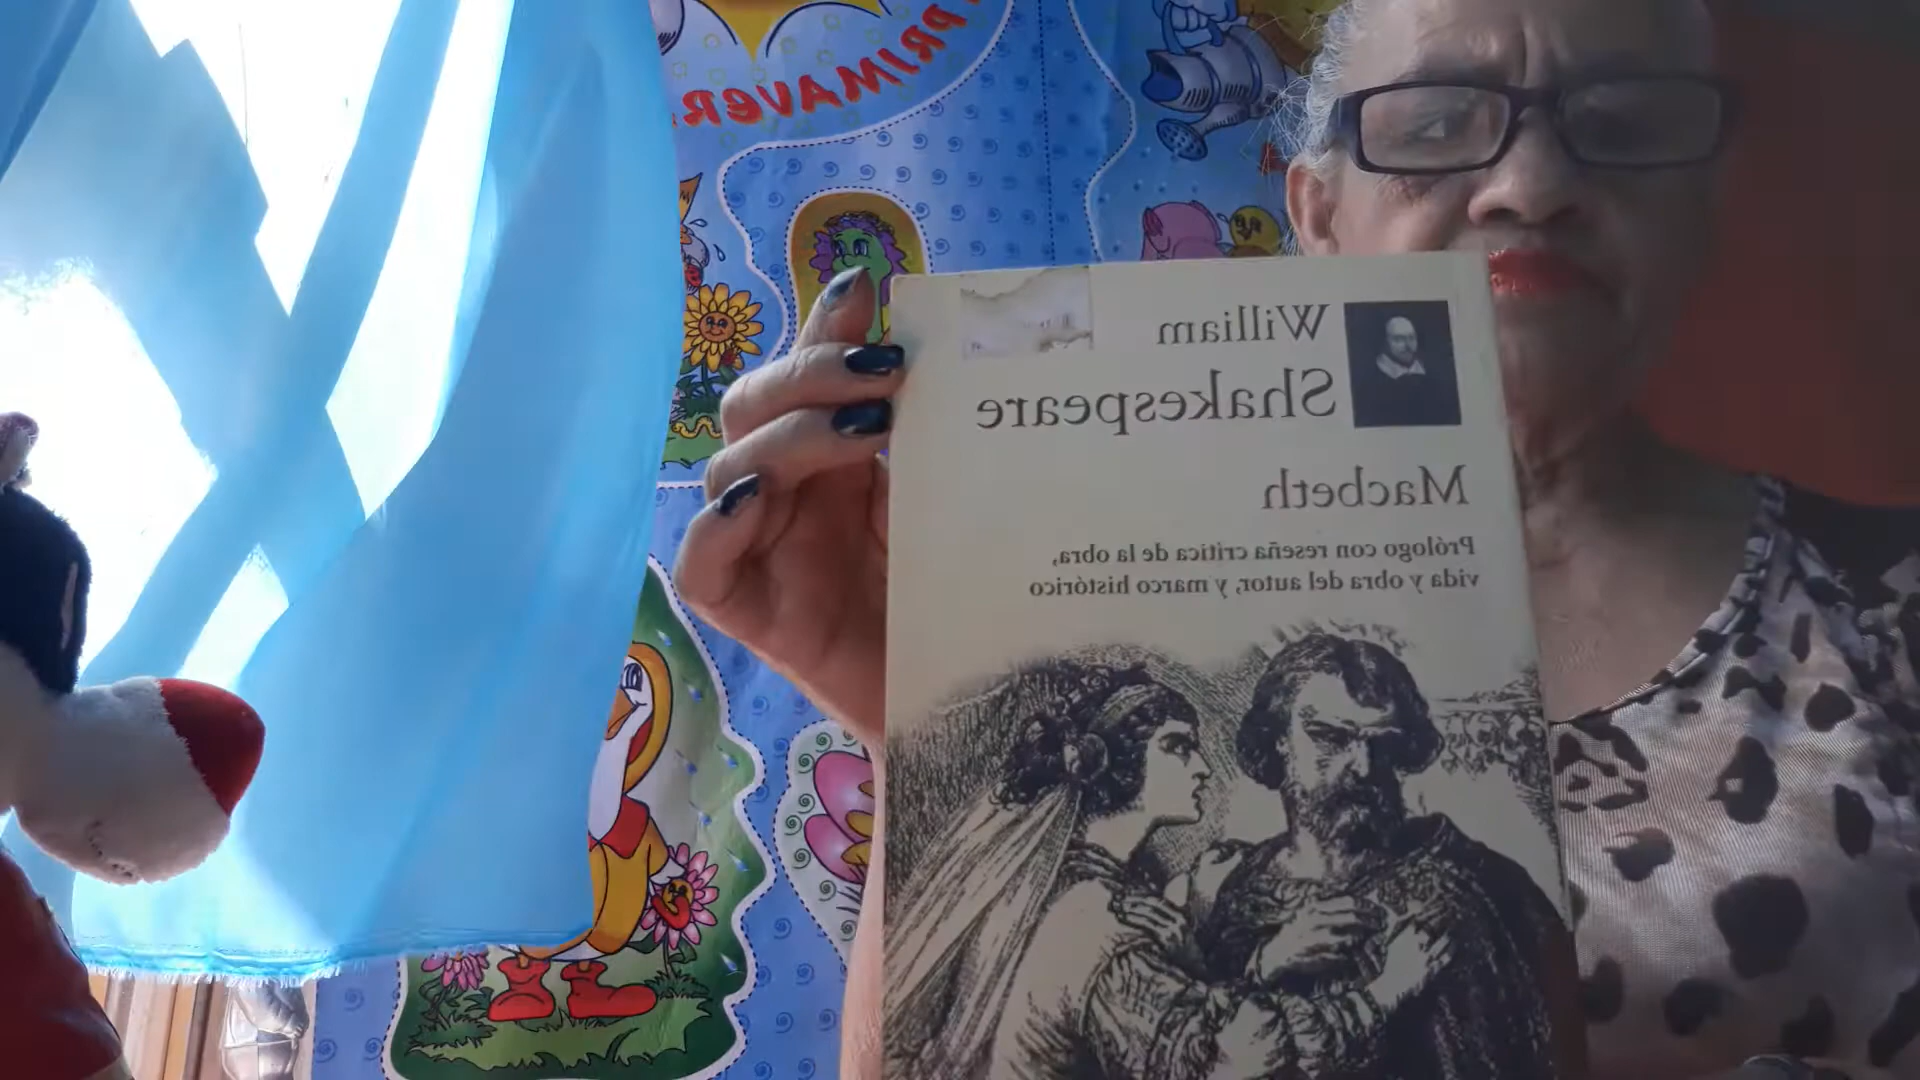 PRIMAVER
William
Shakespeare
Macbeth
Prólogo con reseña crítica de la obra,
vida y obra del autor, y marco histórico